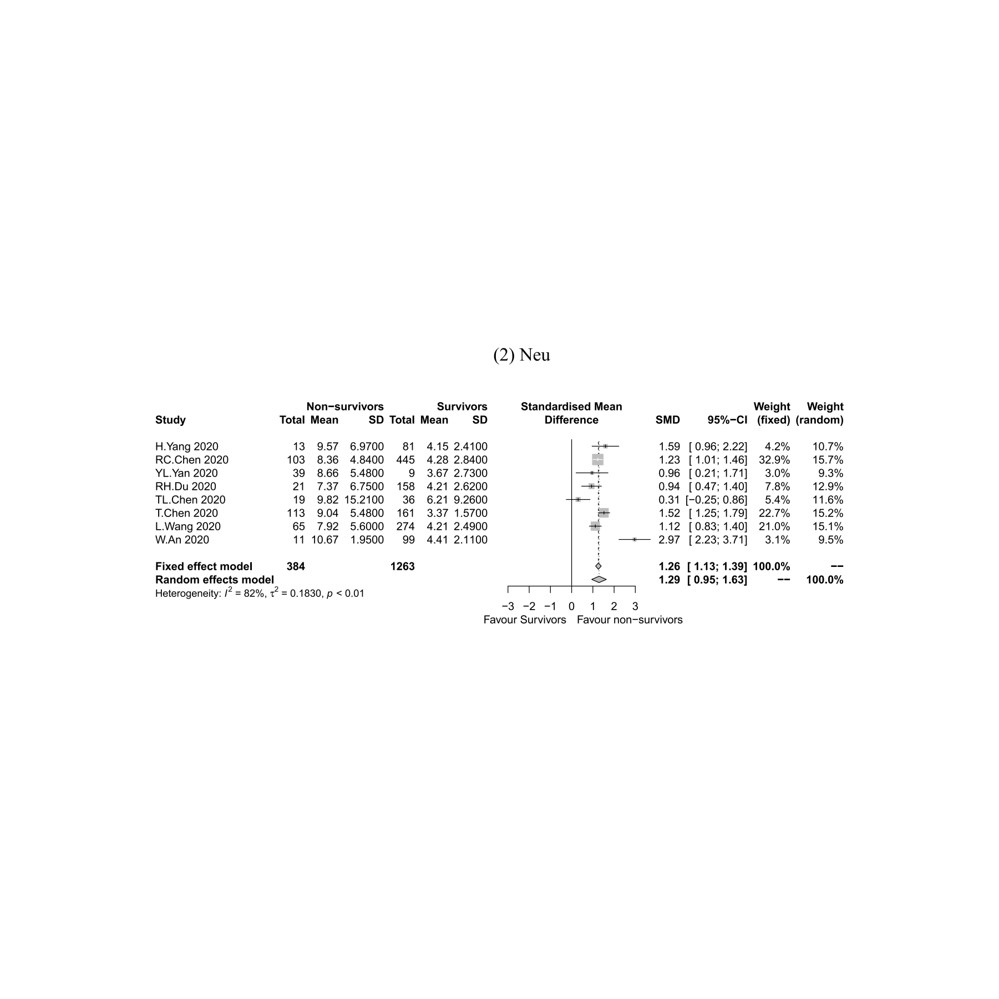 (2) Neu
Non−survivors Survivors Standardised Mean Weight Weight
Study Total Mean SD Total Mean SD Difference SMD 95%−CI (fixed) (random)
H.Yang 2020 13 9.57 6.9700 81 4.15 2.4100 1.59 [ 0.96; 2.22] 4.2% 10.7%
RC.Chen 2020 103 8.36 4.8400 445 4.28 2.8400 1.23 [ 1.01; 1.46] 32.9% 15.7%
YL.Yan 2020 39 8.66 5.4800 9 3.67 2.7300 0.96 [ 0.21; 1.71] 3.0% 9.3%
RH.Du 2020 21 7.37 6.7500 158 4.21 2.6200 0.94 [ 0.47; 1.40] 7.8% 12.9%
TL.Chen 2020 19 9.82 15.2100 36 6.21 9.2600 0.31 [−0.25; 0.86] 5.4% 11.6%
T.Chen 2020 113 9.04 5.4800 161 3.37 1.5700 1.52 [ 1.25; 1.79] 22.7% 15.2%
L.Wang 2020 65 7.92 5.6000 274 4.21 2.4900 1.12 [ 0.83; 1.40] 21.0% 15.1%
W.An 2020 11 10.67 1.9500 99 4.41 2.1100 2.97 [ 2.23; 3.71] 3.1% 9.5%
Fixed effect model 384 1263 1.26 [ 1.13; 1.39] 100.0% −−
Random effects model 1.29 [ 0.95; 1.63] −− 100.0%
Heterogeneity: I² = 82%, τ² = 0.1830, p < 0.01
−3 −2 −1 0 1 2 3
Favour Survivors Favour non−survivors